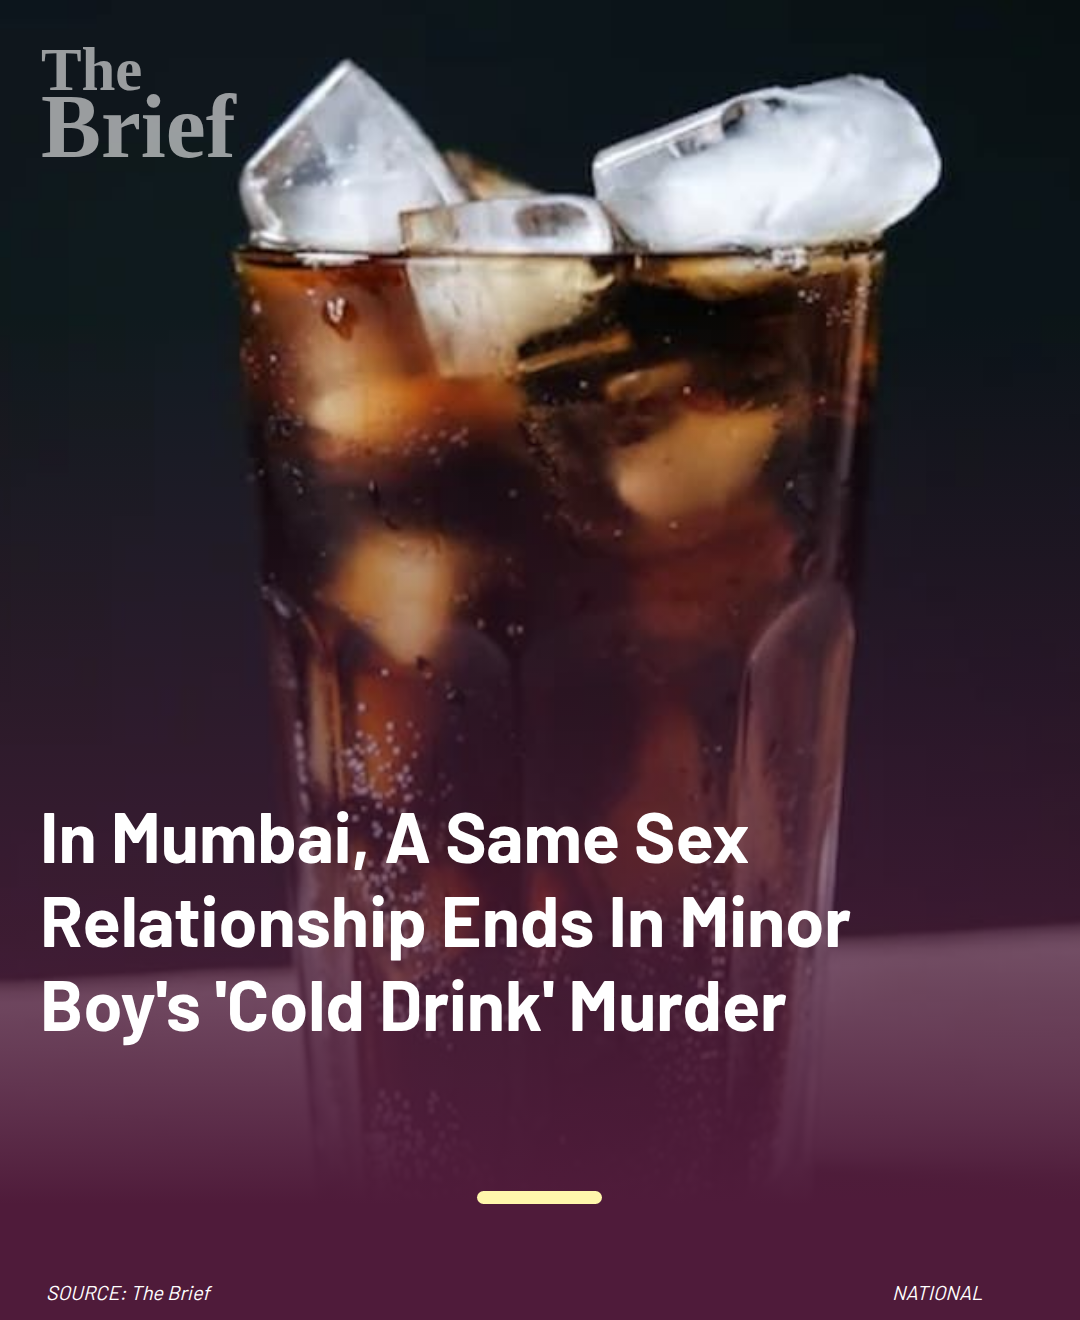 The
Brief
In Mumbai, A Same Sex
Relationship Ends In Minor
Boy's 'Cold Drink' Murder
SOURCE: The Brief
NATIONAL